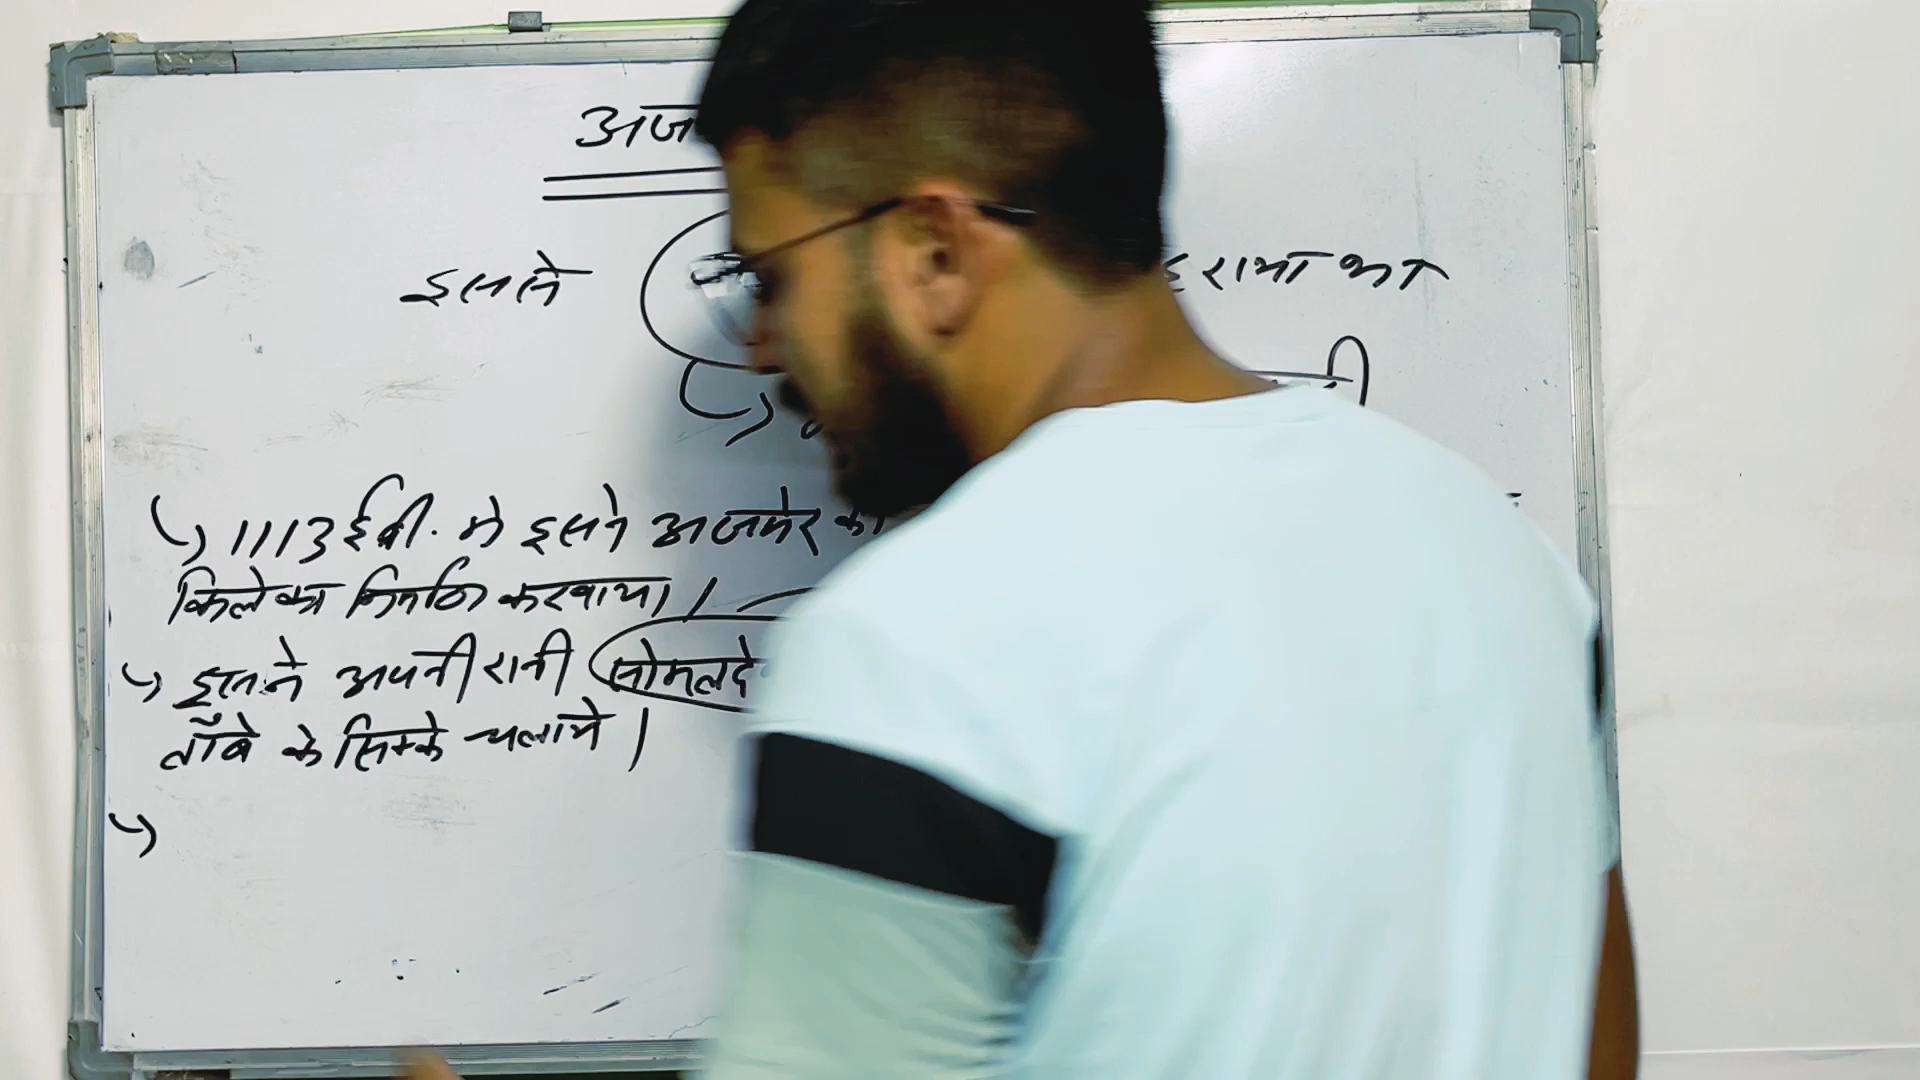 अज
इसने राजा का
1113 ई. में इसने अजमेर को
किले का निर्माण करवाया।
इसने अपनी रानी सोमलदे
ताँबे के सिक्के चलाये।